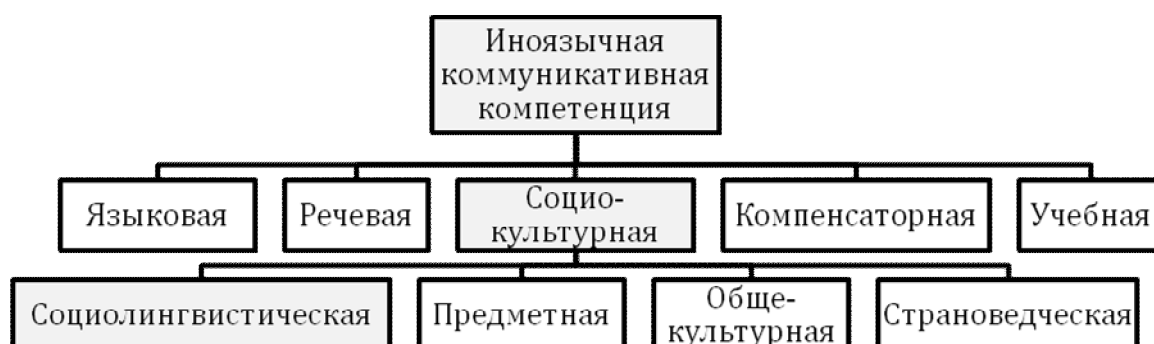 Иноязычная
коммуникативная
компетенция
Языковая
Речевая
Социо-
культурная
Компенсаторная
Учебная
Социолингвистическая
Предметная
Обще-
культурная
Страноведческая